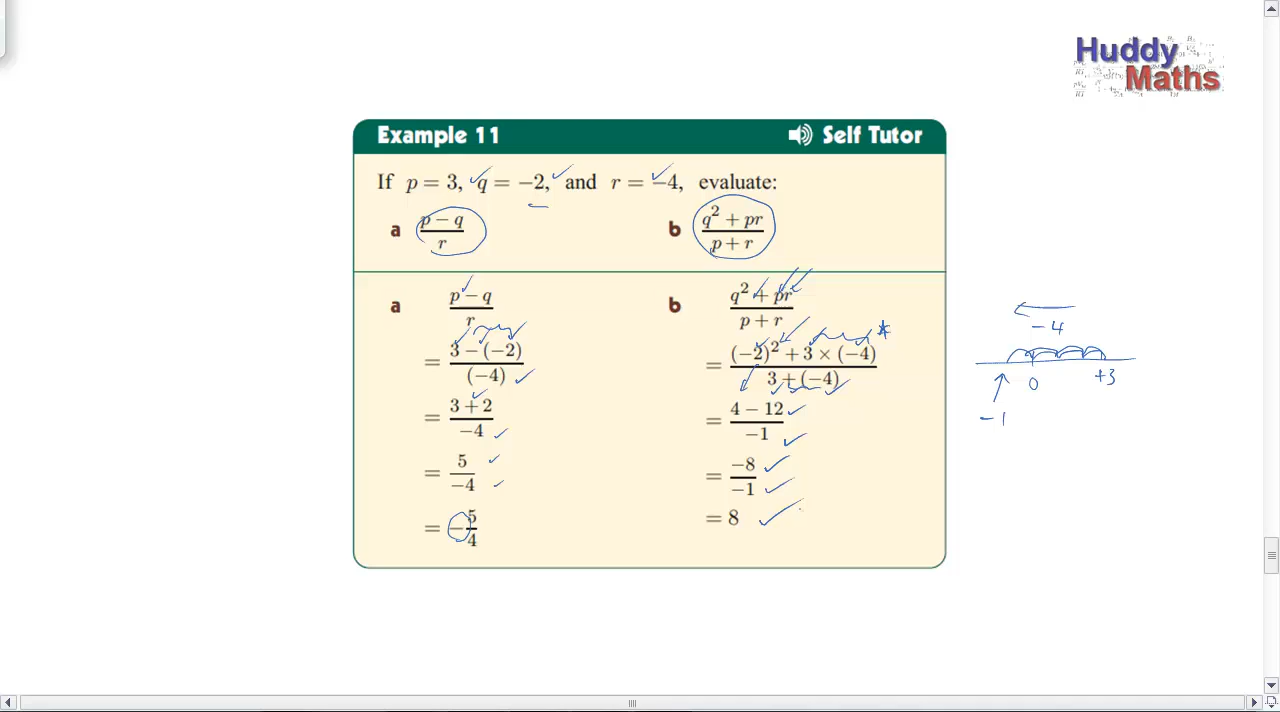 Huddy
Maths
Example 11 Self Tutor
If p = 3, q = −2, and r = −4, evaluate:
a (p − q)/r b (q² + pr)/(p + r)
a (p − q)/r b (q² + pr)/(p + r)
= (3 − (−2))/(−4) = ((−2)² + 3 × (−4))/(3 + (−4)) *
= (3 + 2)/−4 = (4 − 12)/−1
= 5/−4 = −8/−1
= −5/4 = 8
−4
0 +3
−1